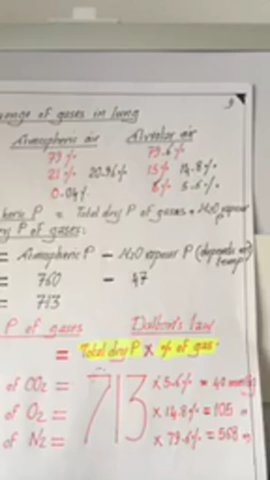 9
ange of gases in lung
Atmospheric air Alveolar air
79 % 79.6 %
21 % 20.96 % 15 % 14.8 %
0.04 % 6 % 5.6 %
heric P = Total dry P of gases + H2O vapour
ry P of gases:
= Atmospheric P - H2O vapour P (depends on temp)
= 760 - 47
= 713
P of gases Dalton's law
= Total dry P x % of gas.
of CO2 = 713 x 5.6 % = 40 mmHg
of O2 = x 14.8 % = 105 "
of N2 = x 79.6 % = 568 "